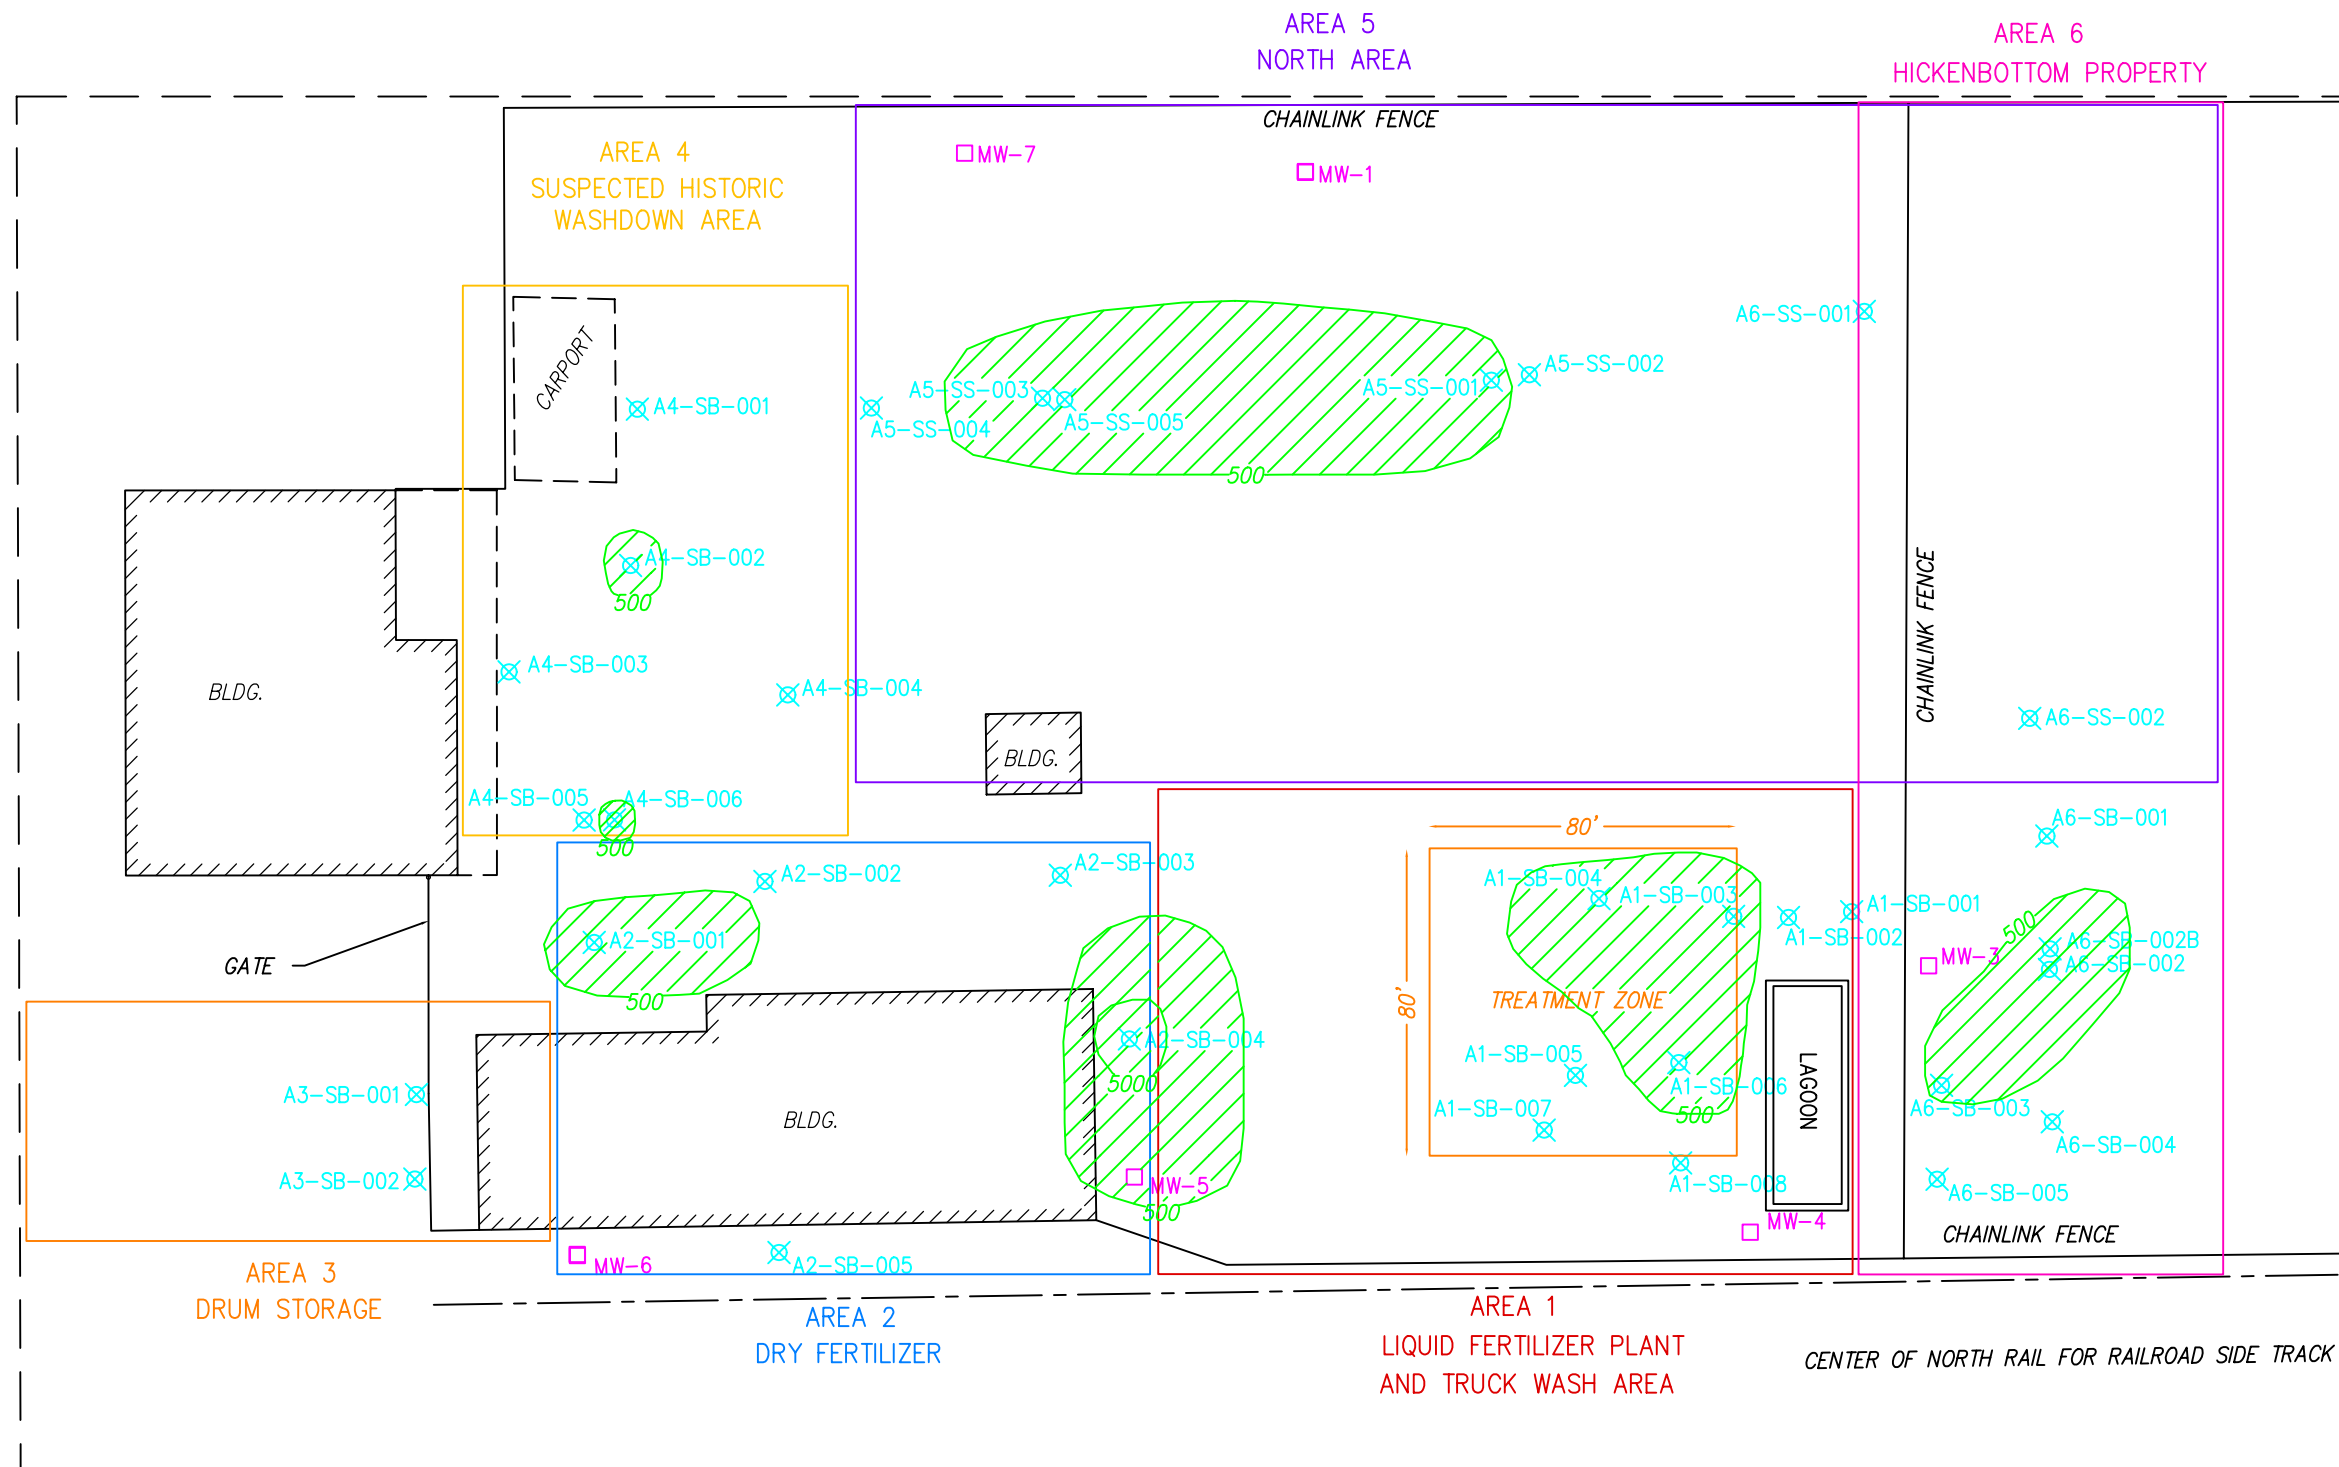 AREA 5
NORTH AREA
AREA 6
HICKENBOTTOM PROPERTY
CHAINLINK FENCE
AREA 4
SUSPECTED HISTORIC
WASHDOWN AREA
MW-7
MW-1
A6-SS-001
CARPORT
A4-SB-001
A5-SS-003
A5-SS-004
A5-SS-005
A5-SS-001
A5-SS-002
500
A4-SB-002
500
CHAINLINK FENCE
A4-SB-003
A4-SB-004
BLDG.
BLDG.
A6-SS-002
A4-SB-005
A4-SB-006
500
80'
A6-SB-001
A2-SB-002
A2-SB-003
A1-SB-004
A1-SB-003
A1-SB-001
A1-SB-002
500
A2-SB-001
GATE
MW-3
A6-SB-002B
A6-SB-002
500
80'
TREATMENT ZONE
A2-SB-004
5000
A1-SB-005
A1-SB-006
LAGOON
A3-SB-001
BLDG.
A1-SB-007
500
A6-SB-003
A6-SB-004
A3-SB-002
MW-5
500
A1-SB-008
A6-SB-005
MW-4
CHAINLINK FENCE
MW-6
A2-SB-005
AREA 3
DRUM STORAGE
AREA 2
DRY FERTILIZER
AREA 1
LIQUID FERTILIZER PLANT
AND TRUCK WASH AREA
CENTER OF NORTH RAIL FOR RAILROAD SIDE TRACK